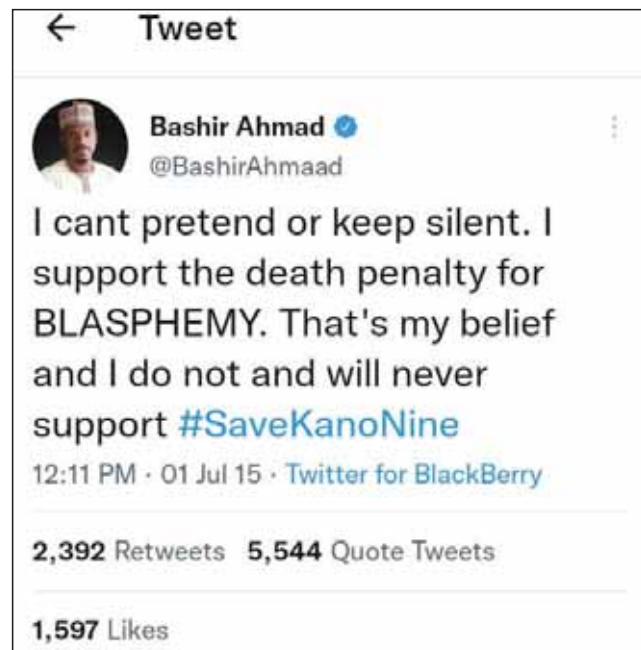 ← Tweet
Bashir Ahmad
@BashirAhmaad
I cant pretend or keep silent. I
support the death penalty for
BLASPHEMY. That's my belief
and I do not and will never
support #SaveKanoNine
12:11 PM · 01 Jul 15 · Twitter for BlackBerry
2,392 Retweets 5,544 Quote Tweets
1,597 Likes